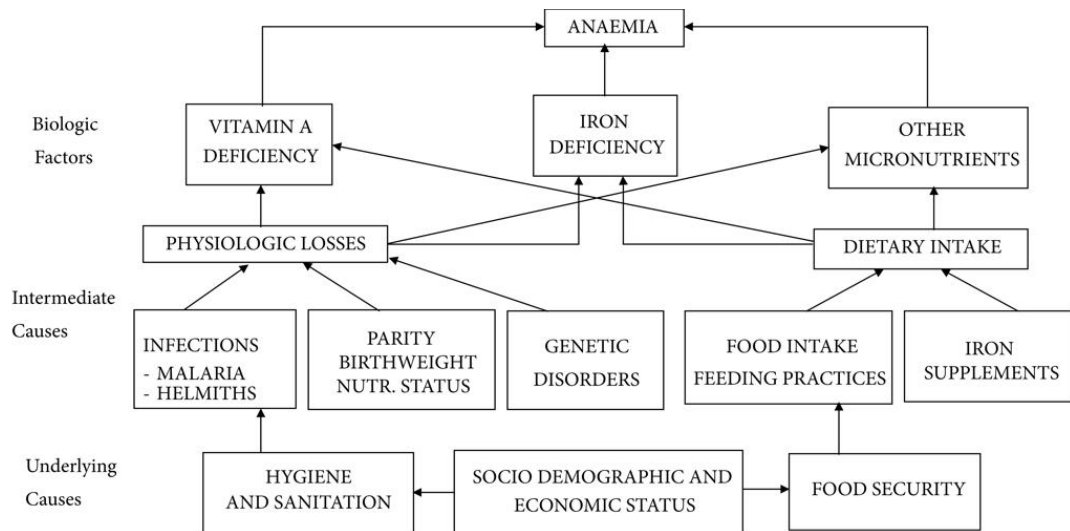 ANAEMIA
Biologic
Factors
VITAMIN A
DEFICIENCY
IRON
DEFICIENCY
OTHER
MICRONUTRIENTS
PHYSIOLOGIC LOSSES
DIETARY INTAKE
Intermediate
Causes
INFECTIONS
- MALARIA
- HELMITHS
PARITY
BIRTHWEIGHT
NUTR. STATUS
GENETIC
DISORDERS
FOOD INTAKE
FEEDING PRACTICES
IRON
SUPPLEMENTS
Underlying
Causes
HYGIENE
AND SANITATION
SOCIO DEMOGRAPHIC AND
ECONOMIC STATUS
FOOD SECURITY